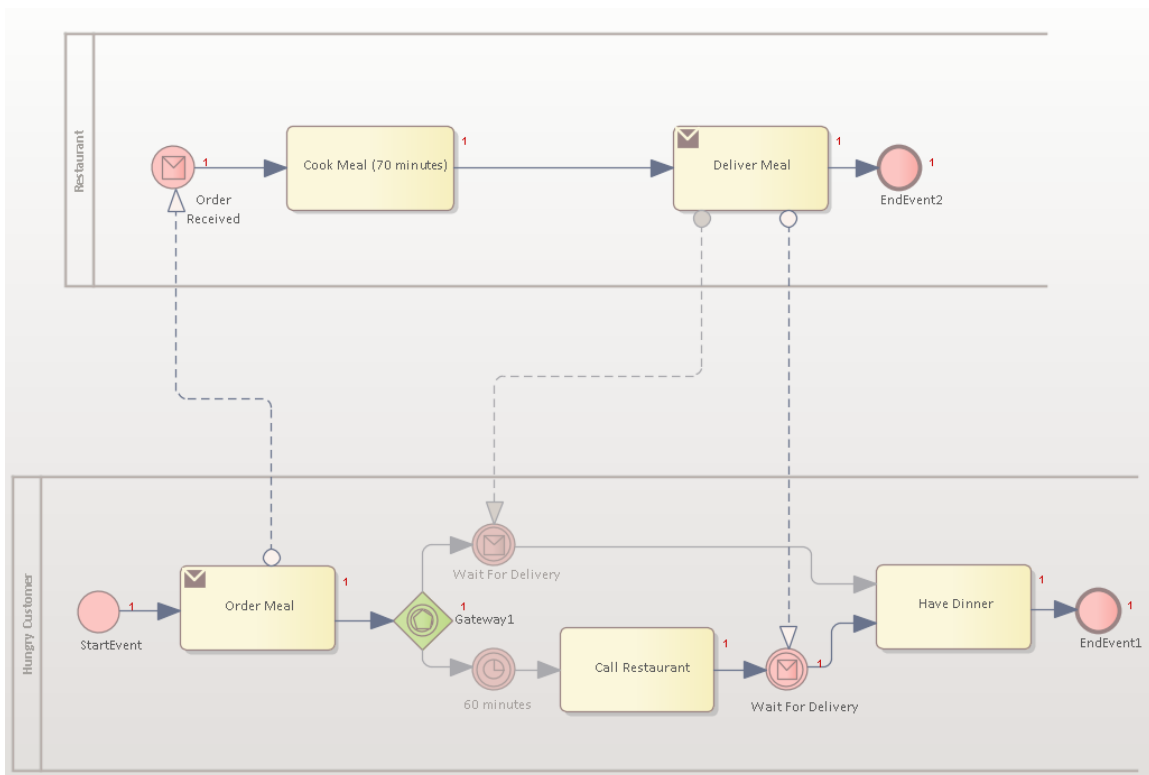 Restaurant
1
Order
Received
Cook Meal (70 minutes)
1
Deliver Meal
1
1
EndEvent2
Hungry Customer
1
StartEvent
Order Meal
1
1
Gateway1
Wait For Delivery
60 minutes
Call Restaurant
1
1
Wait For Delivery
Have Dinner
1
1
EndEvent1